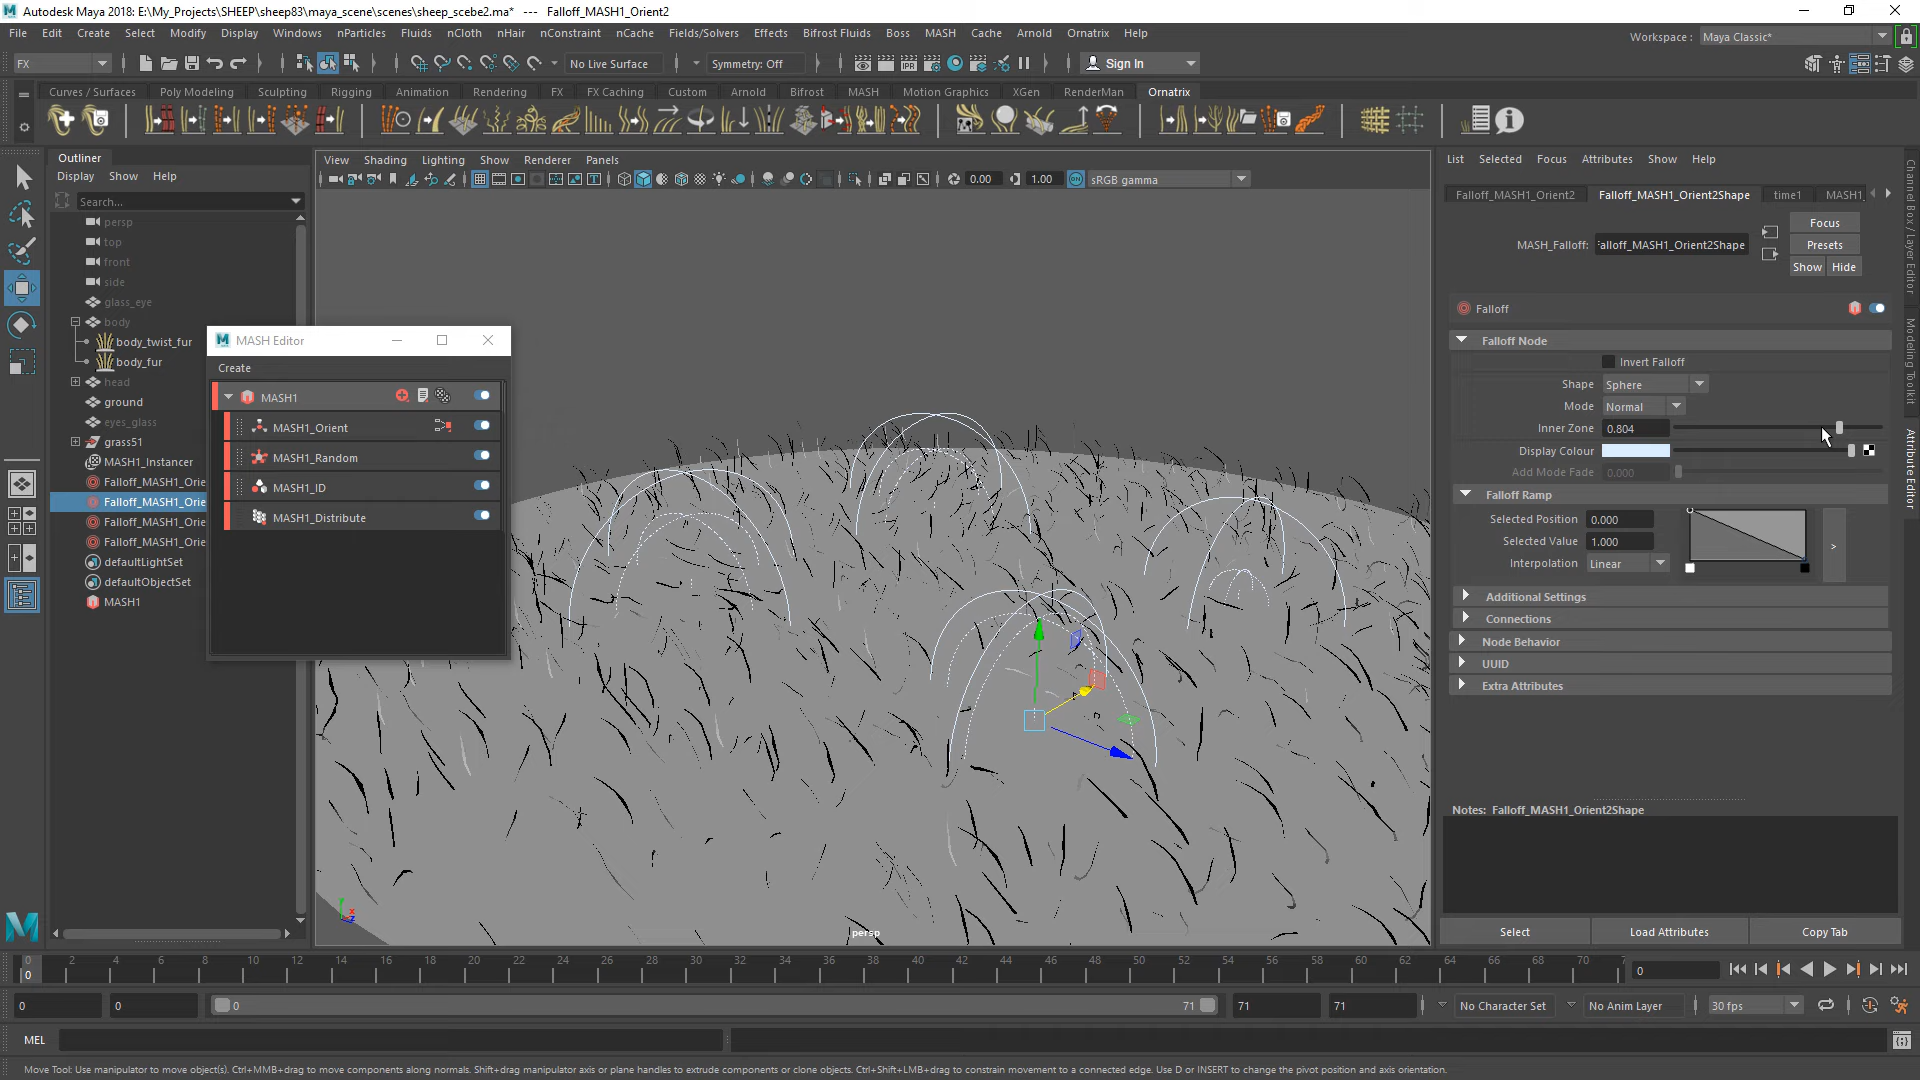 Autodesk Maya 2018: E:\My_Projects\SHEEP\sheep83\maya_scene\scenes\sheep_scebe2.ma* --- Falloff_MASH1_Orient2
File Edit Create Select Modify Display Windows nParticles Fluids nCloth nHair nConstraint nCache Fields/Solvers Effects Bifrost Fluids Boss MASH Cache Arnold Ornatrix Help
Workspace : Maya Classic*
FX
No Live Surface
Symmetry: Off
IPR
Sign In
Curves / Surfaces Poly Modeling Sculpting Rigging Animation Rendering FX FX Caching Custom Arnold Bifrost MASH Motion Graphics XGen RenderMan Ornatrix
Outliner
Display Show Help
Search...
persp
top
front
side
glass_eye
body
body_twist_fur
body_fur
head
ground
eyes_glass
grass51
MASH1_Instancer
Falloff_MASH1_Orie
Falloff_MASH1_Orie
Falloff_MASH1_Orie
Falloff_MASH1_Orie
defaultLightSet
defaultObjectSet
MASH1
MASH Editor
Create
MASH1
MASH1_Orient
MASH1_Random
MASH1_ID
MASH1_Distribute
View Shading Lighting Show Renderer Panels
0.00
1.00
ON
sRGB gamma
persp
List Selected Focus Attributes Show Help
Falloff_MASH1_Orient2 Falloff_MASH1_Orient2Shape time1 MASH1_
Focus
MASH_Falloff: Falloff_MASH1_Orient2Shape
Presets
Show Hide
Falloff
Falloff Node
Invert Falloff
Shape Sphere
Mode Normal
Inner Zone 0.804
Display Colour
Add Mode Fade 0.000
Falloff Ramp
Selected Position 0.000
Selected Value 1.000
Interpolation Linear
>
Additional Settings
Connections
Node Behavior
UUID
Extra Attributes
Notes: Falloff_MASH1_Orient2Shape
Select Load Attributes Copy Tab
Channel Box / Layer Editor
Modeling Toolkit
Attribute Editor
0 2 4 6 8 10 12 14 16 18 20 22 24 26 28 30 32 34 36 38 40 42 44 46 48 50 52 54 56 58 60 62 64 66 68 70 7
0
0
0 0 0 71 71 71
No Character Set
No Anim Layer
30 fps
MEL
Move Tool: Use manipulator to move object(s). Ctrl+MMB+drag to move components along normals. Shift+drag manipulator axis or plane handles to extrude components or clone objects. Ctrl+Shift+LMB+drag to constrain movement to a connected edge. Use D or INSERT to change the pivot position and axis orientation.